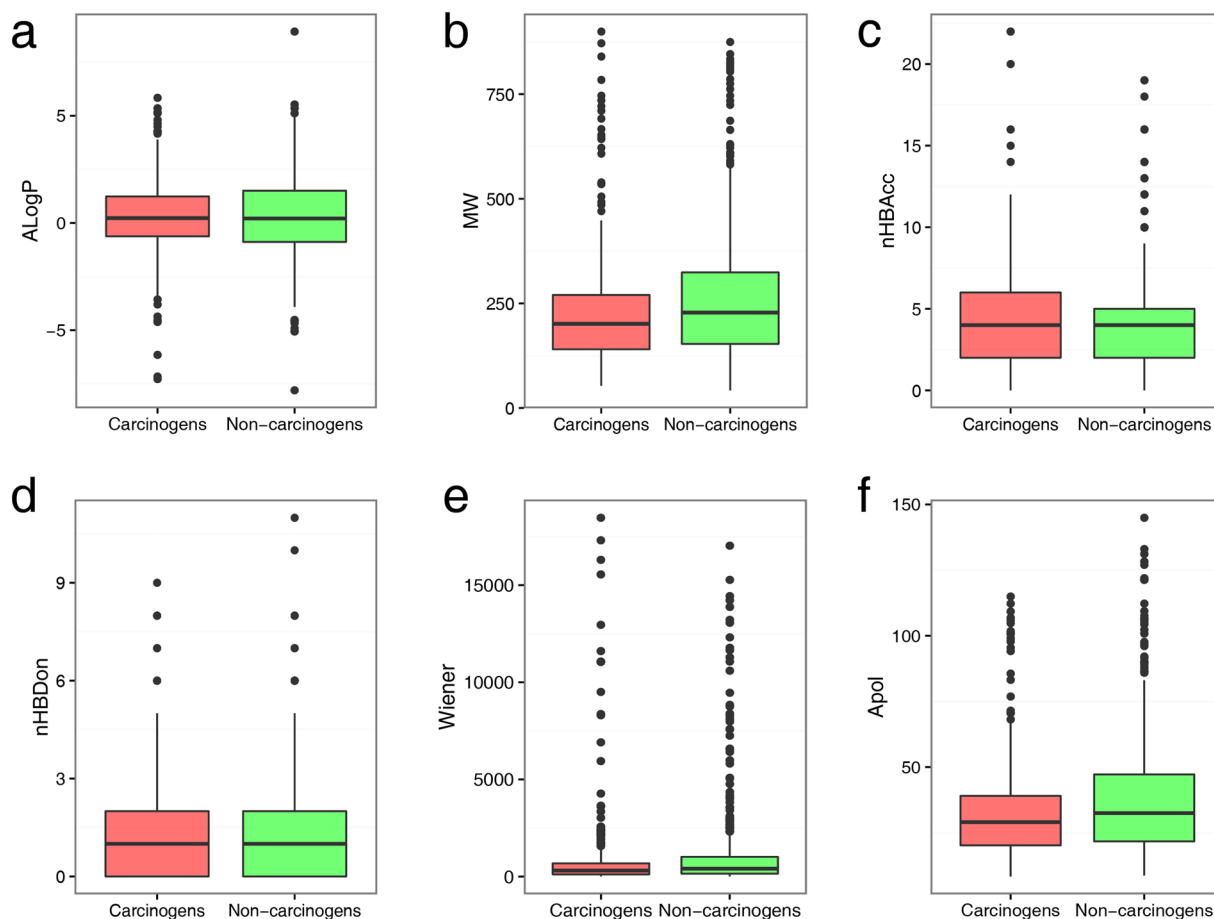 a
ALogP
5
0
−5
Carcinogens Non−carcinogens
b
MW
750
500
250
0
Carcinogens Non−carcinogens
c
nHBAcc
20
15
10
5
0
Carcinogens Non−carcinogens
d
nHBDon
9
6
3
0
Carcinogens Non−carcinogens
e
Wiener
15000
10000
5000
0
Carcinogens Non−carcinogens
f
Apol
150
100
50
Carcinogens Non−carcinogens